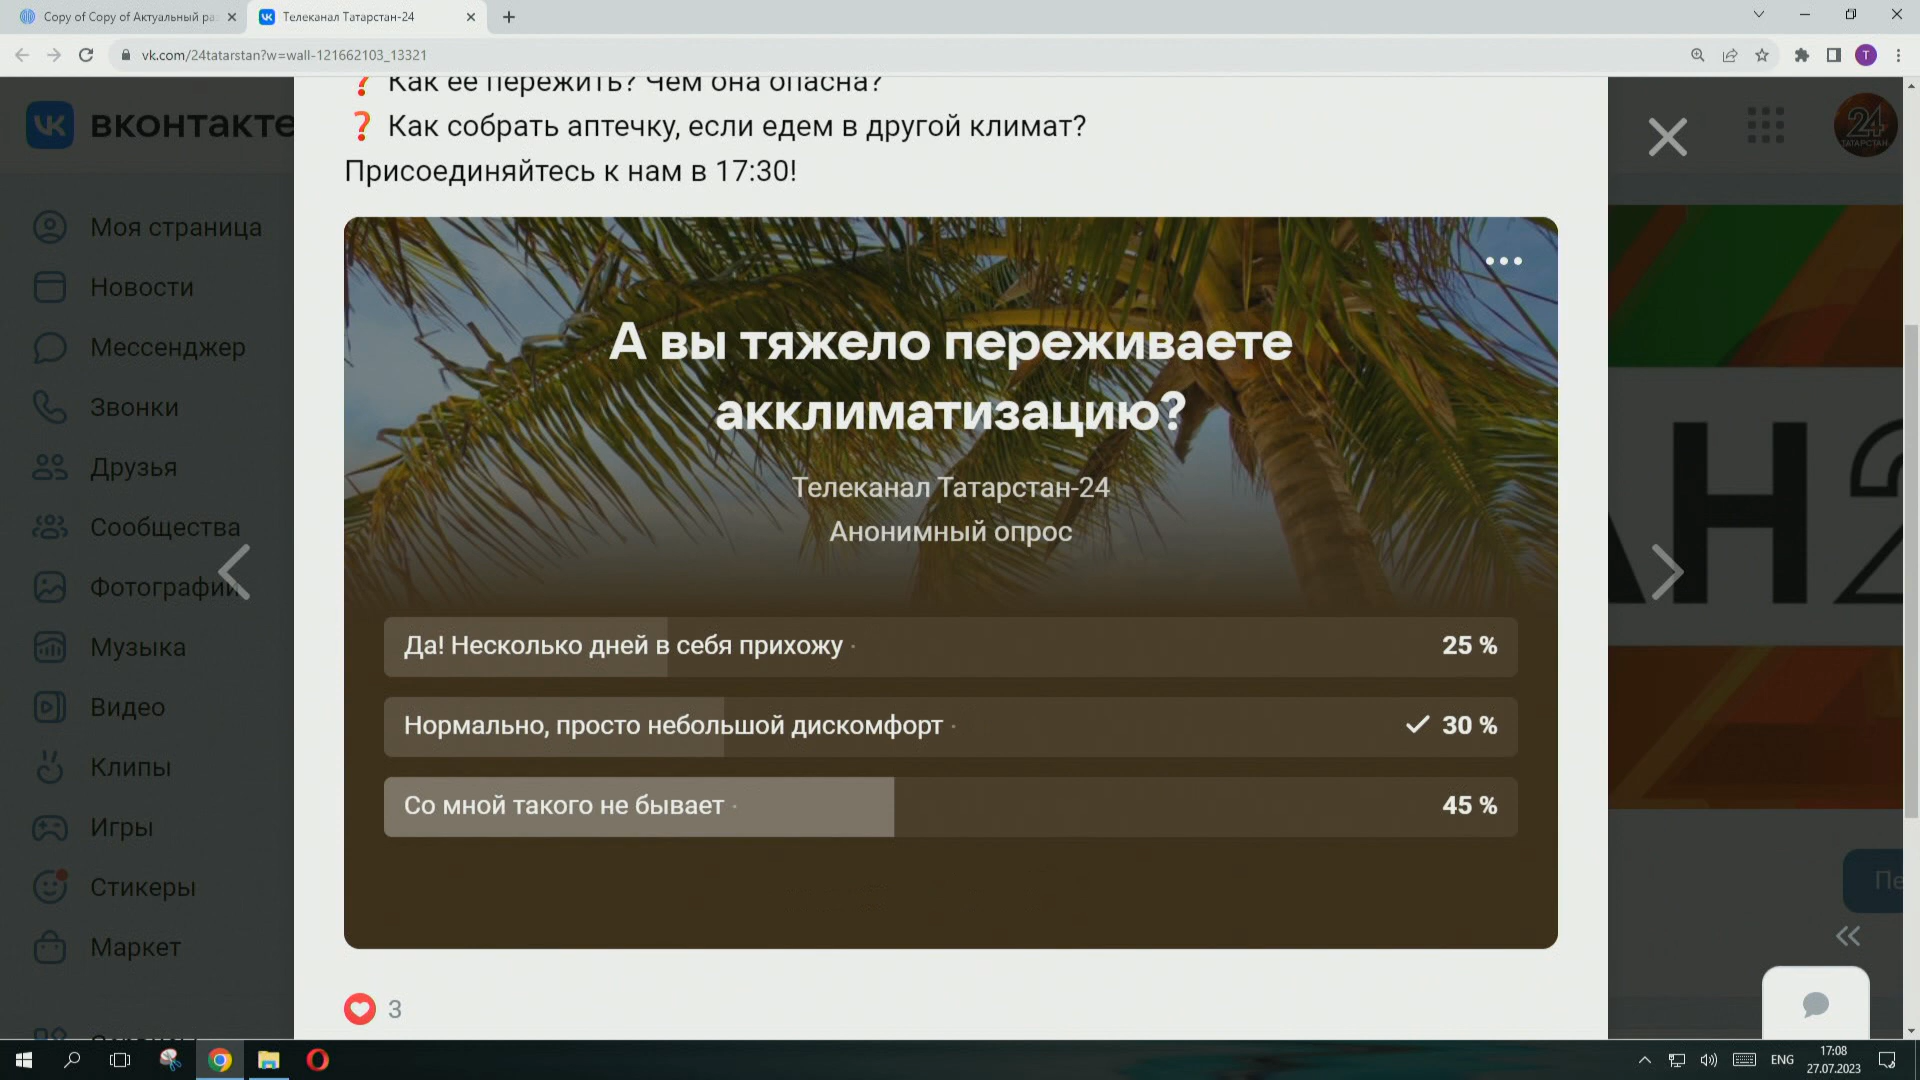 Copy of Copy of Актуальный ра
Телеканал Татарстан-24
vk.com/24tatarstan?w=wall-121662103_13321
T
вконтакте
24
ТАТАРСТАН
Моя страница
Новости
Мессенджер
Звонки
Друзья
Сообщества
Фотографии
Музыка
Видео
Клипы
Игры
Стикеры
Маркет
❓ Как ее пережить? Чем она опасна?
❓ Как собрать аптечку, если едем в другой климат?
Присоединяйтесь к нам в 17:30!
А вы тяжело переживаете
акклиматизацию?
Телеканал Татарстан-24
Анонимный опрос
Да! Несколько дней в себя прихожу · 25 %
Нормально, просто небольшой дискомфорт · 30 %
Со мной такого не бывает · 45 %
3
АН2
Пе
ENG
17:08
27.07.2023